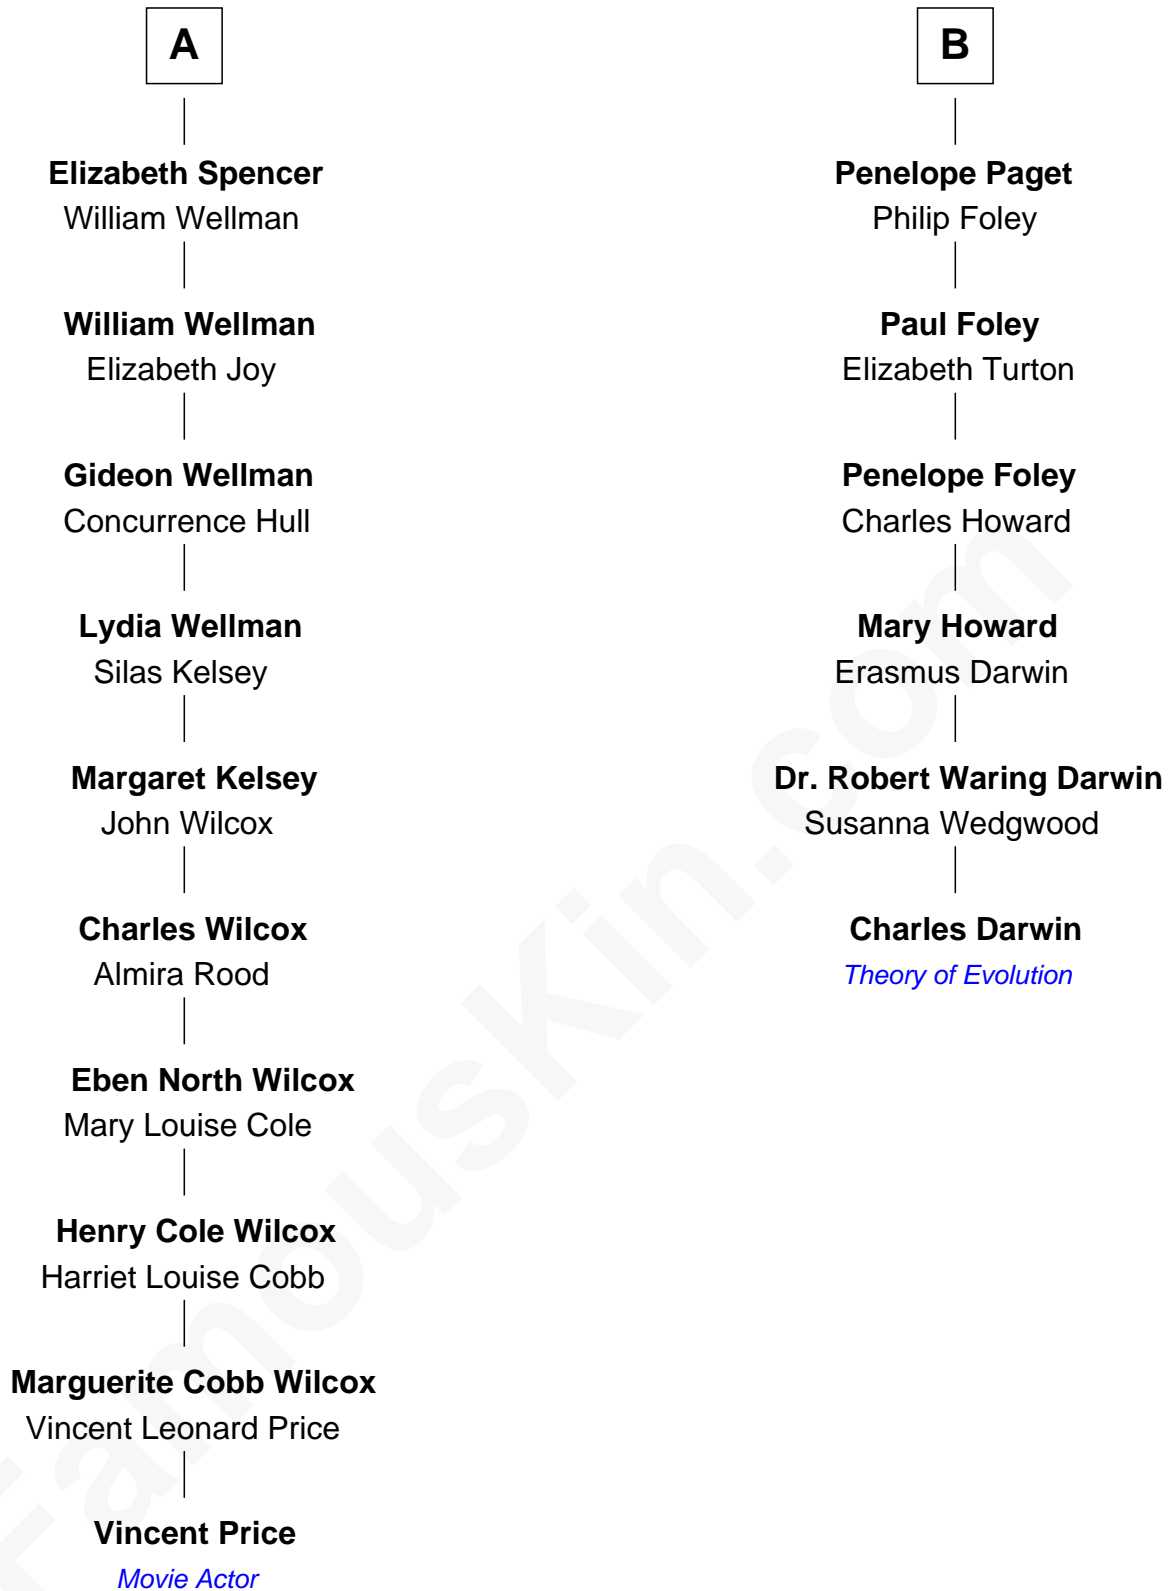 A
Elizabeth Spencer
William Wellman
William Wellman
Elizabeth Joy
Gideon Wellman
Concurrence Hull
Lydia Wellman
Silas Kelsey
Margaret Kelsey
John Wilcox
Charles Wilcox
Almira Rood
Eben North Wilcox
Mary Louise Cole
Henry Cole Wilcox
Harriet Louise Cobb
Marguerite Cobb Wilcox
Vincent Leonard Price
Vincent Price
Movie Actor
B
Penelope Paget
Philip Foley
Paul Foley
Elizabeth Turton
Penelope Foley
Charles Howard
Mary Howard
Erasmus Darwin
Dr. Robert Waring Darwin
Susanna Wedgwood
Charles Darwin
Theory of Evolution
FamousKin.com